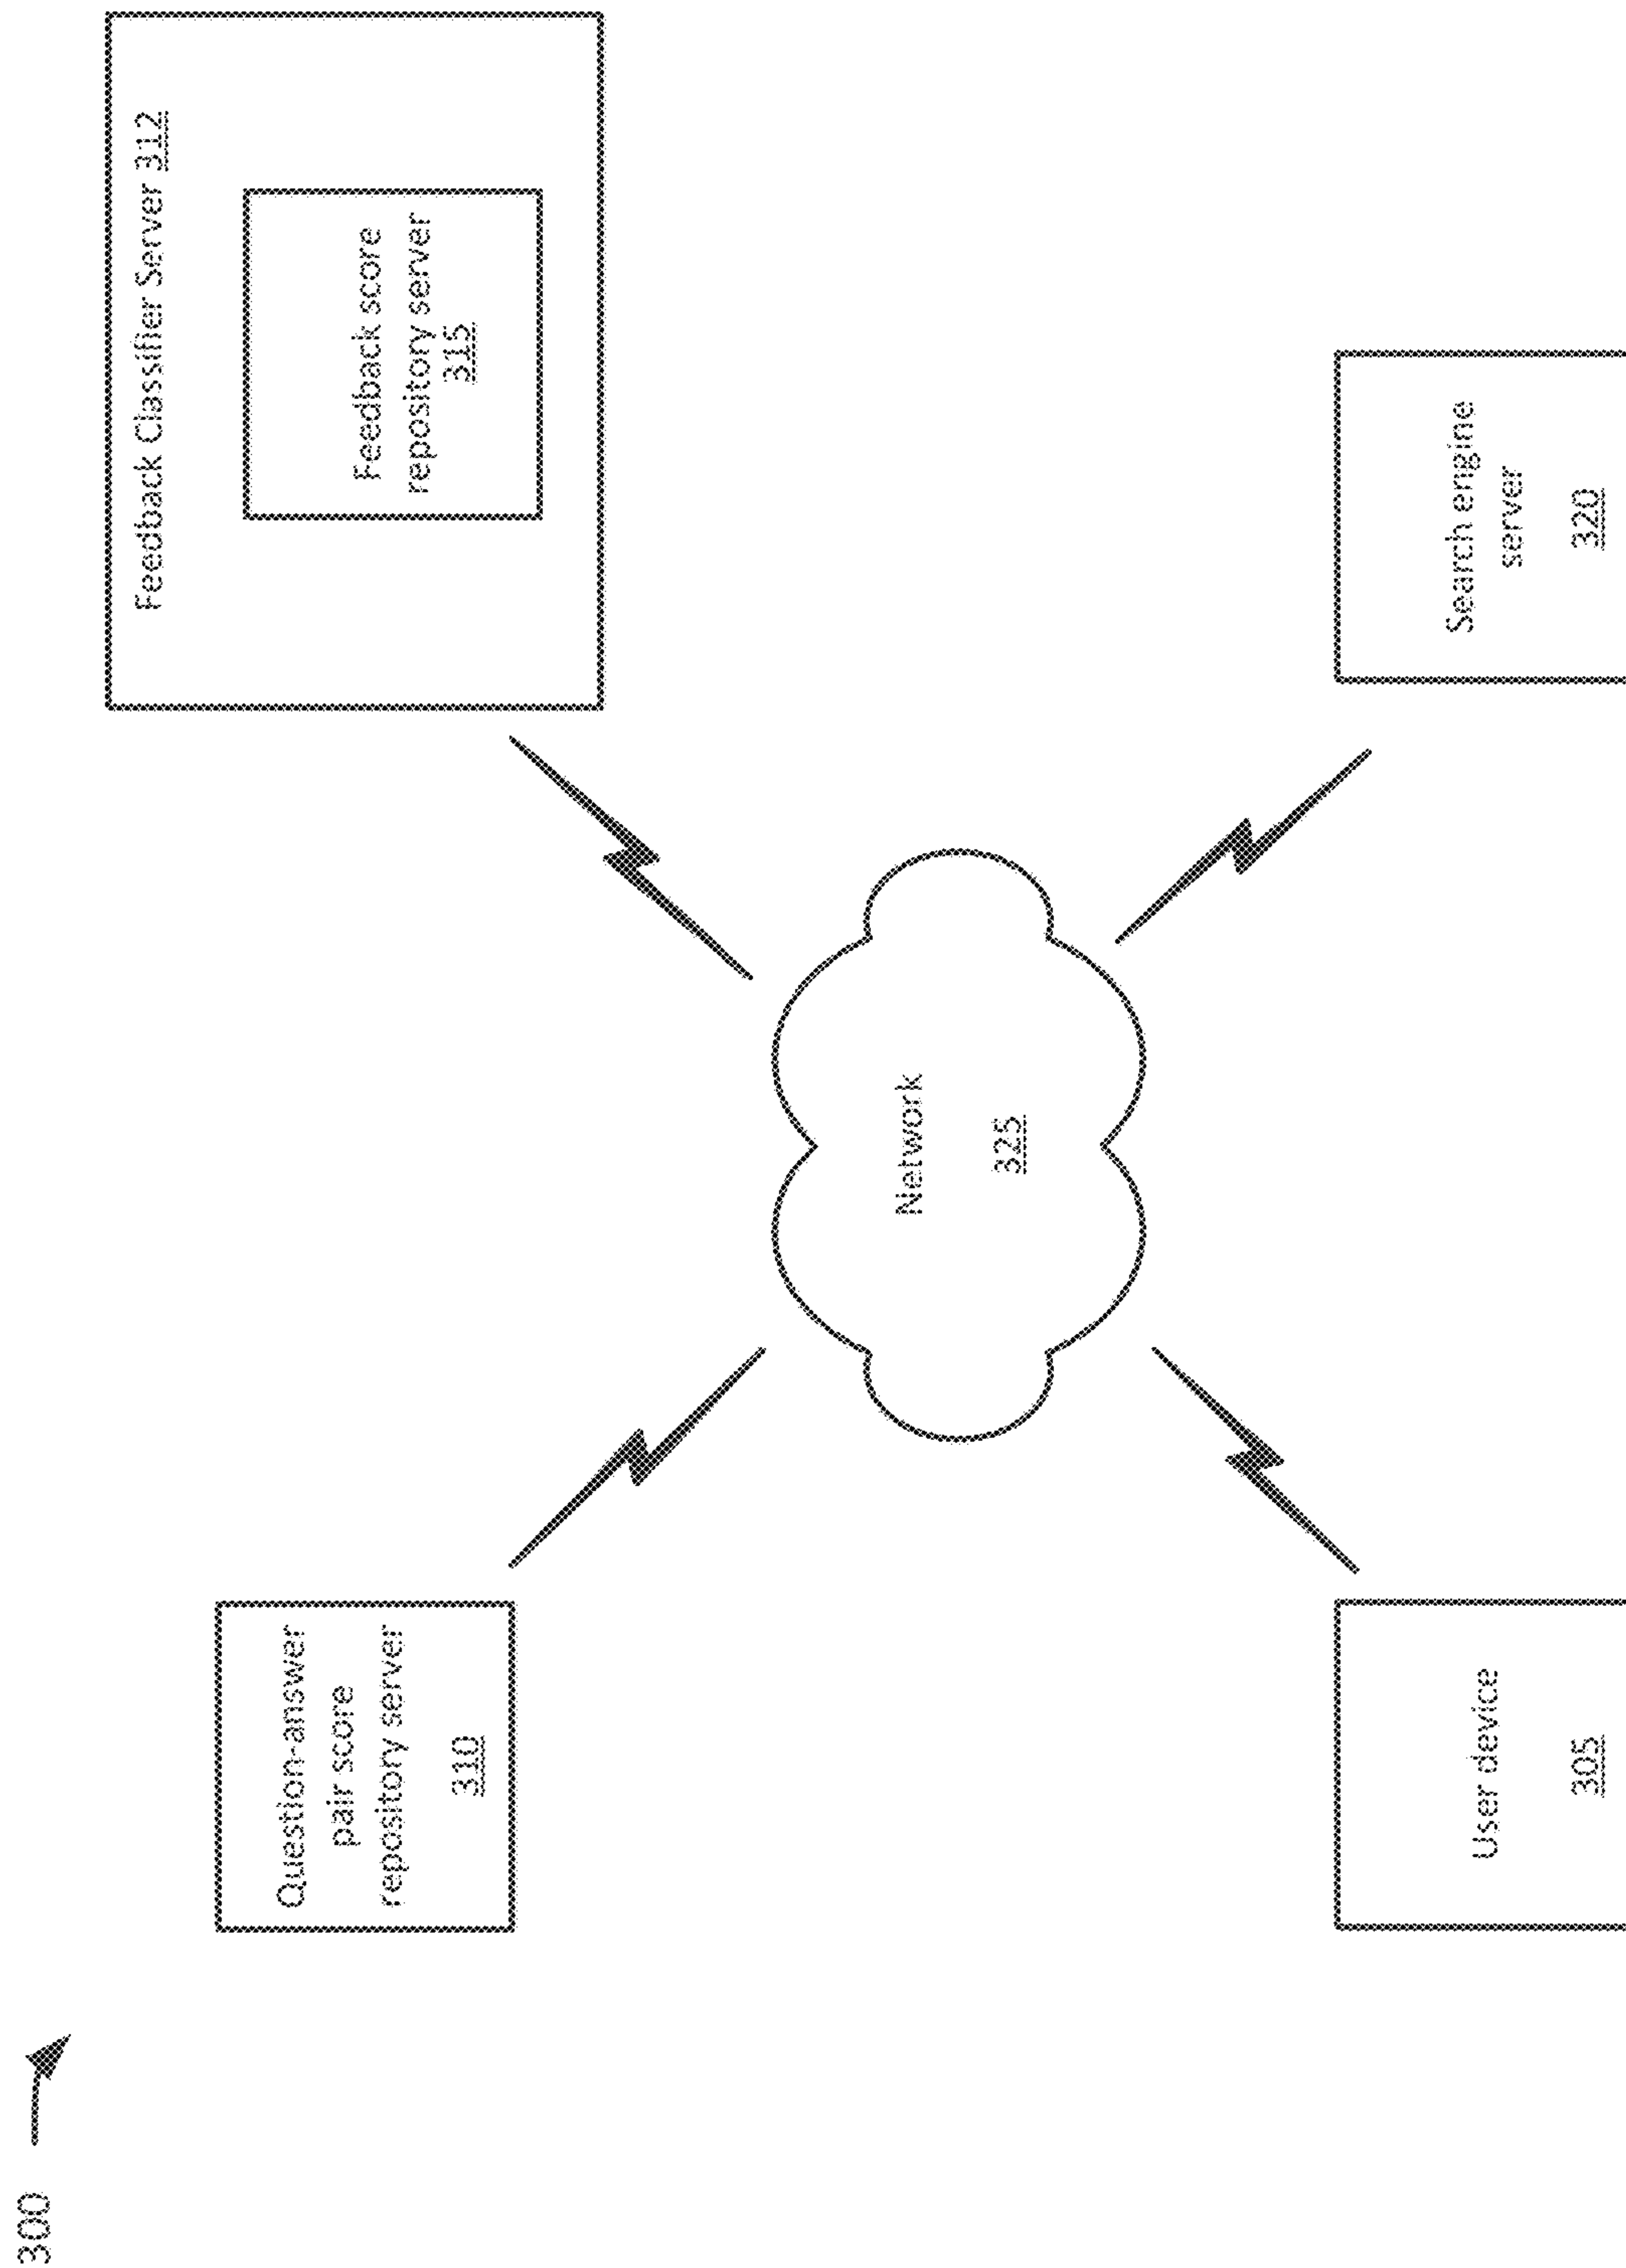 300
Question-answer
pair score
repository server
310
Feedback Classifier Server 312
Feedback score
repository server
315
Network
325
User device
305
Search engine
server
320